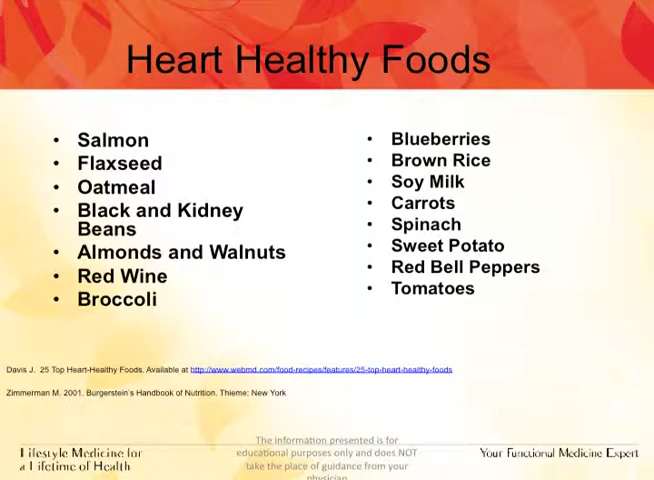 Heart Healthy Foods
• Salmon
• Flaxseed
• Oatmeal
• Black and Kidney
Beans
• Almonds and Walnuts
• Red Wine
• Broccoli
• Blueberries
• Brown Rice
• Soy Milk
• Carrots
• Spinach
• Sweet Potato
• Red Bell Peppers
• Tomatoes
Davis J. 25 Top Heart-Healthy Foods. Available at http://www.webmd.com/food-recipes/features/25-top-heart-healthy-foods
Zimmerman M. 2001. Burgerstein's Handbook of Nutrition. Thieme: New York
Lifestyle Medicine for
a Lifetime of Health
The information presented is for
educational purposes only and does NOT
take the place of guidance from your
physician
Your Functional Medicine Expert